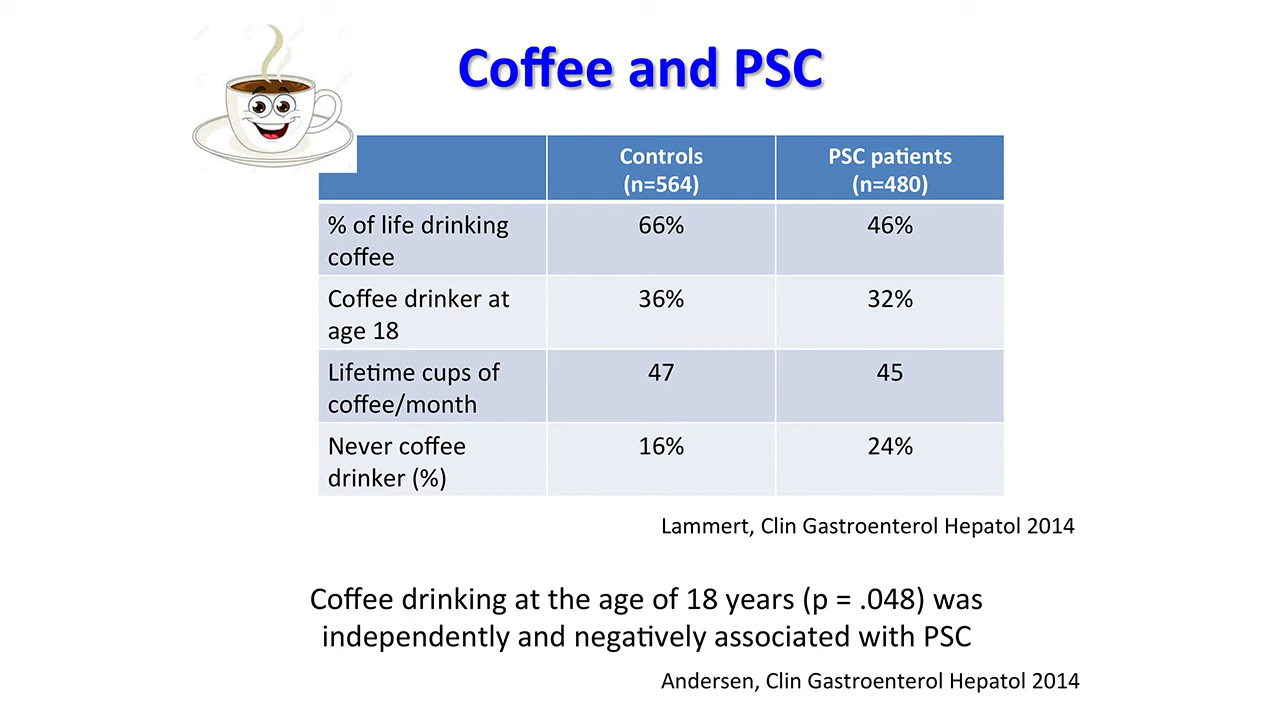 Coffee and PSC
Controls
(n=564)
PSC patients
(n=480)
% of life drinking
coffee
66%
46%
Coffee drinker at
age 18
36%
32%
Lifetime cups of
coffee/month
47
45
Never coffee
drinker (%)
16%
24%
Lammert, Clin Gastroenterol Hepatol 2014
Coffee drinking at the age of 18 years (p = .048) was
independently and negatively associated with PSC
Andersen, Clin Gastroenterol Hepatol 2014